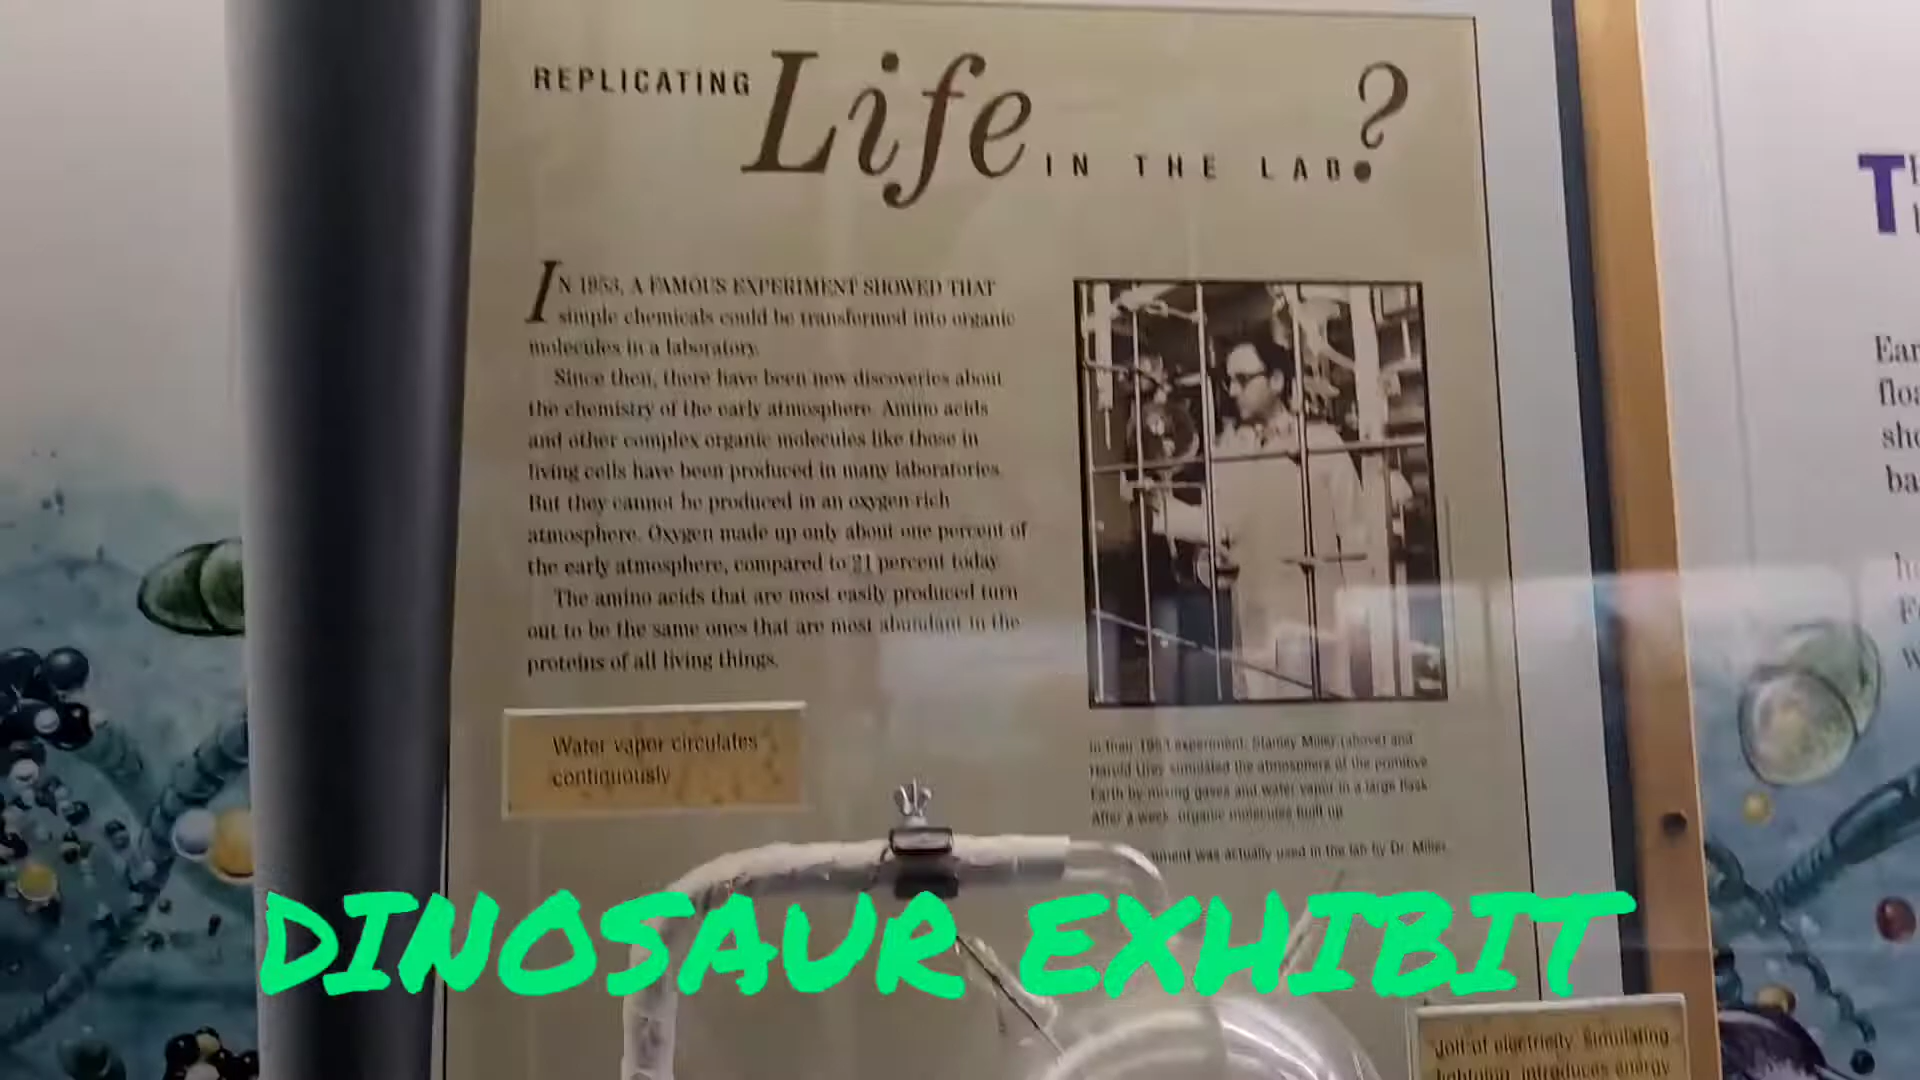 REPLICATING Life IN THE LAB?
IN 1953, A FAMOUS EXPERIMENT SHOWED THAT
simple chemicals could be transformed into organic
molecules in a laboratory.
Since then, there have been new discoveries about
the chemistry of the early atmosphere. Amino acids
and other complex organic molecules like those in
living cells have been produced in many laboratories.
But they cannot be produced in an oxygen-rich
atmosphere. Oxygen made up only about one percent of
the early atmosphere, compared to 21 percent today.
The amino acids that are most easily produced turn
out to be the same ones that are most abundant in the
proteins of all living things.
Water vapor circulates
continuously
In their 1953 experiment, Stanley Miller (above) and
Harold Urey simulated the atmosphere of the primitive
Earth by mixing gases and water vapor in a large flask.
After a week, organic molecules built up.
was actually used in the lab by Dr. Miller.
DINOSAUR EXHIBIT
Jolt of electricity, simulating
lightning, introduces energy
T
Ear